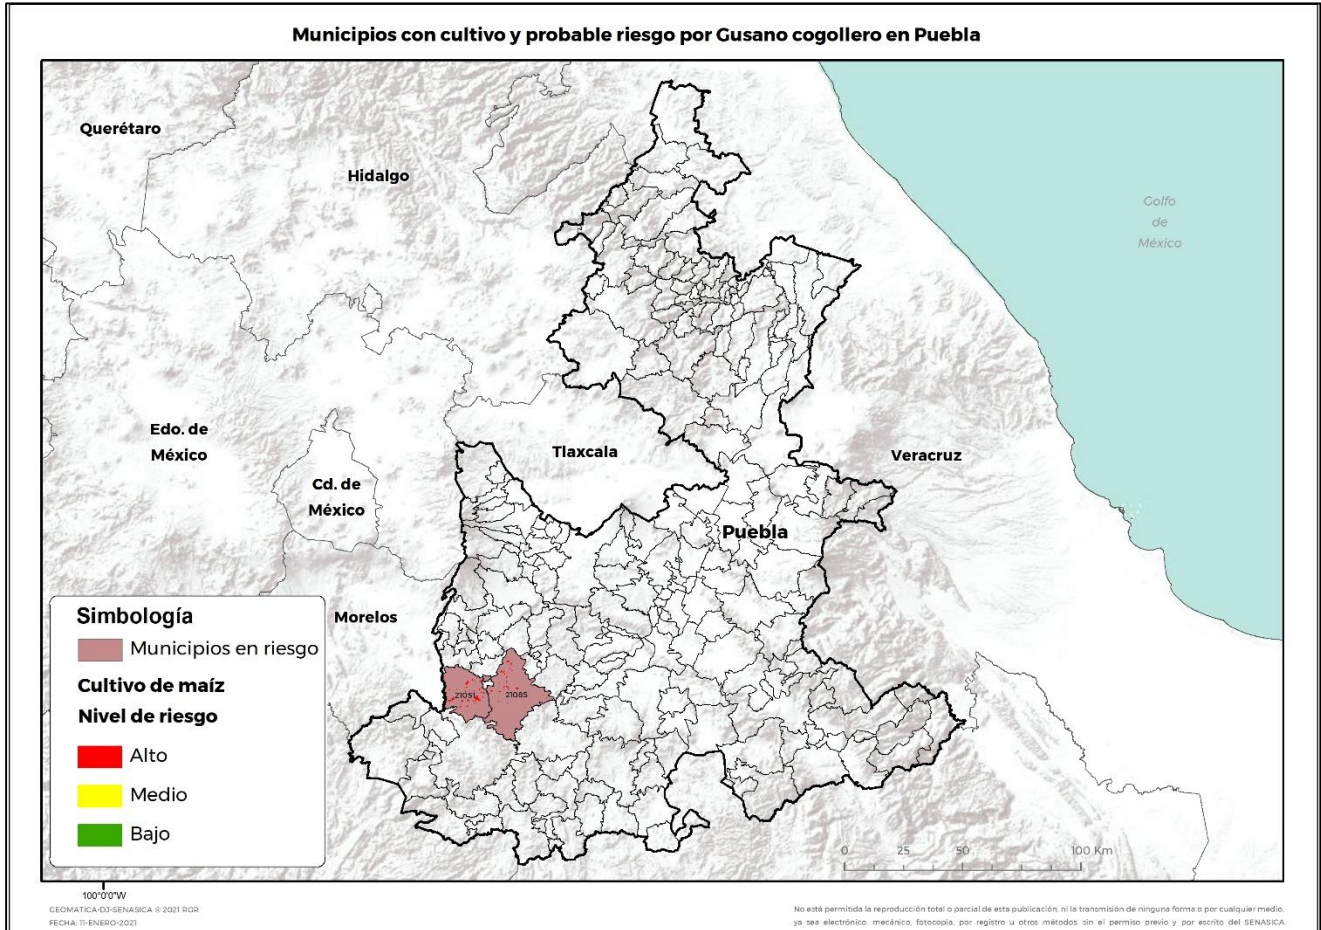 Municipios con cultivo y probable riesgo por Gusano cogollero en Puebla
Querétaro
Hidalgo
Golfo
de
México
Edo. de
México
Tlaxcala
Veracruz
Cd. de
México
Puebla
Morelos
Simbología
Municipios en riesgo
Cultivo de maíz
Nivel de riesgo
Alto
Medio
Bajo
21051
21085
0 25 50 100 Km
100°0'0"W
GEOMATICA-DJ-SENASICA ® 2021 RGR
FECHA: 11-ENERO-2021
No está permitida la reproducción total o parcial de esta publicación, ni la transmisión de ninguna forma o por cualquier medio,
ya sea electrónico, mecánico, fotocopia, por registro u otros métodos, sin el permiso previo y por escrito del SENASICA.